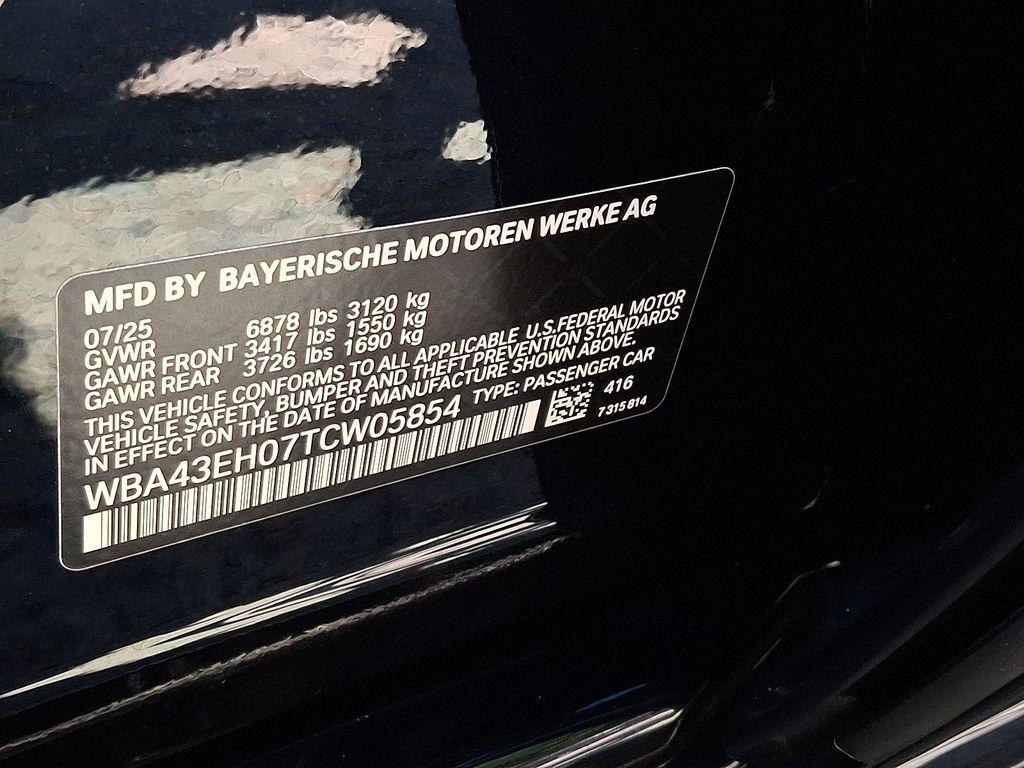 MFD BY BAYERISCHE MOTOREN WERKE AG
07/25
GVWR 6878 lbs 3120 kg
GAWR FRONT 3417 lbs 1550 kg
GAWR REAR 3726 lbs 1690 kg
THIS VEHICLE CONFORMS TO ALL APPLICABLE U.S.FEDERAL MOTOR
VEHICLE SAFETY, BUMPER AND THEFT PREVENTION STANDARDS
IN EFFECT ON THE DATE OF MANUFACTURE SHOWN ABOVE.
WBA43EH07TCW05854 TYPE: PASSENGER CAR
416
7315814